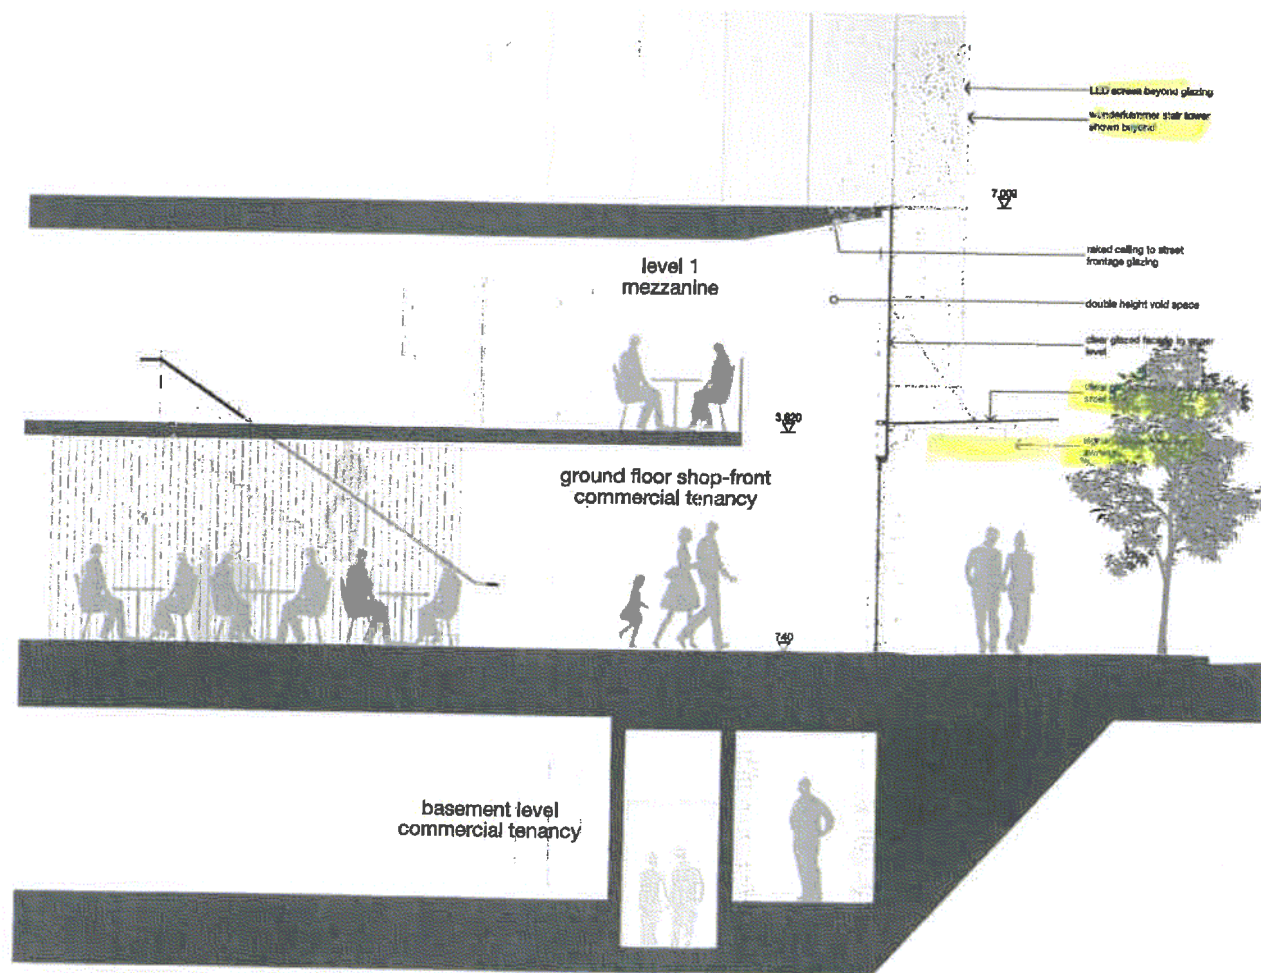 LED screen beyond glazing
wunderkammer stair tower
shown beyond
7,009
raked ceiling to street
frontage glazing
level 1
mezzanine
double height void space
clear glazed facade to upper
level
3,820
ground floor shop-front
commercial tenancy
740
basement level
commercial tenancy